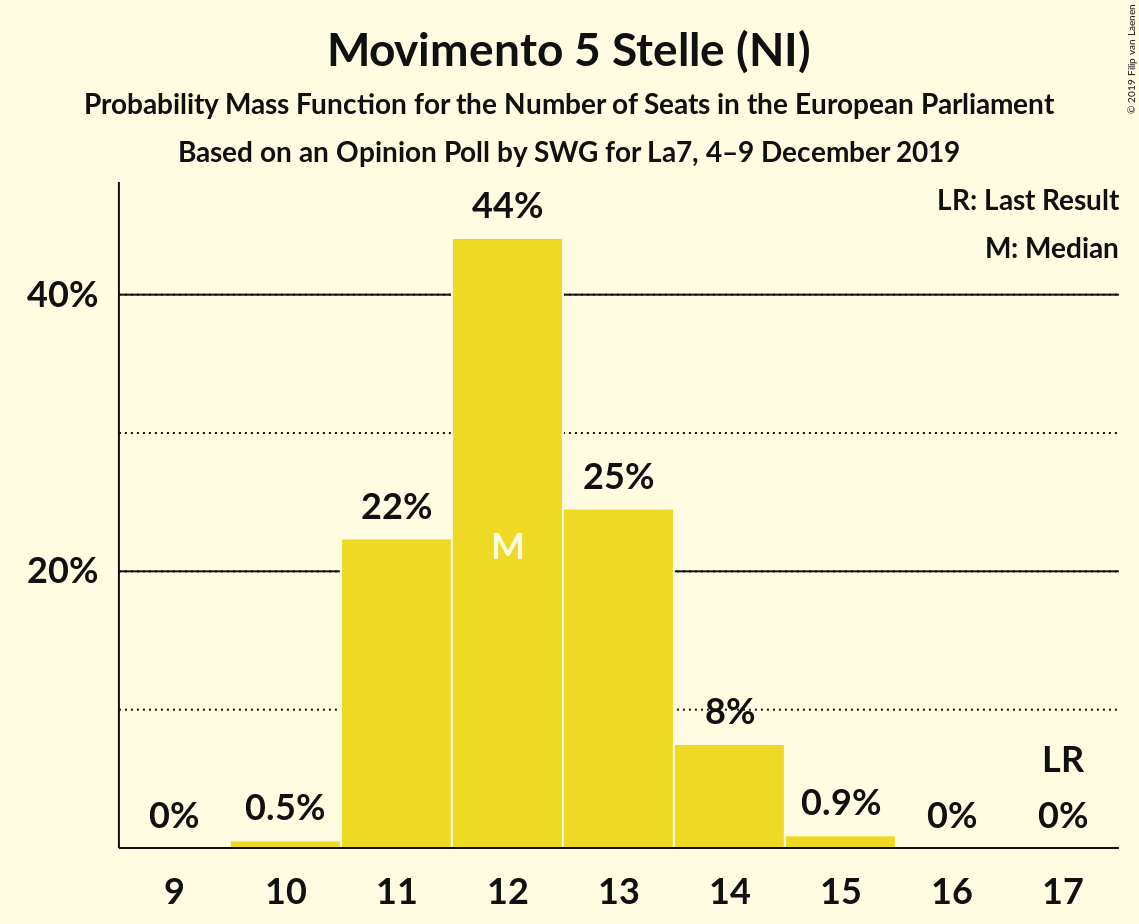 Movimento 5 Stelle (NI)
Probability Mass Function for the Number of Seats in the European Parliament
Based on an Opinion Poll by SWG for La7, 4–9 December 2019
© 2019 Filip van Laenen
LR: Last Result
M: Median
44%
40%
25%
22%
M
20%
8%
LR
0%
0.5%
0.9%
0%
0%
9 10 11 12 13 14 15 16 17